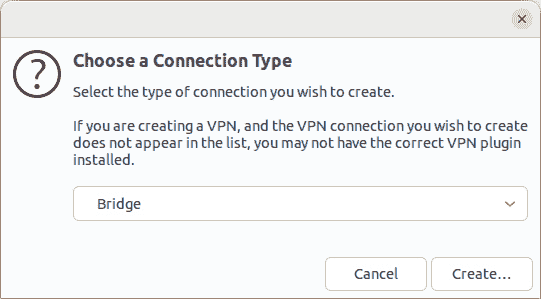 Choose a Connection Type
Select the type of connection you wish to create.
If you are creating a VPN, and the VPN connection you wish to create
does not appear in the list, you may not have the correct VPN plugin
installed.
Bridge
Cancel
Create...